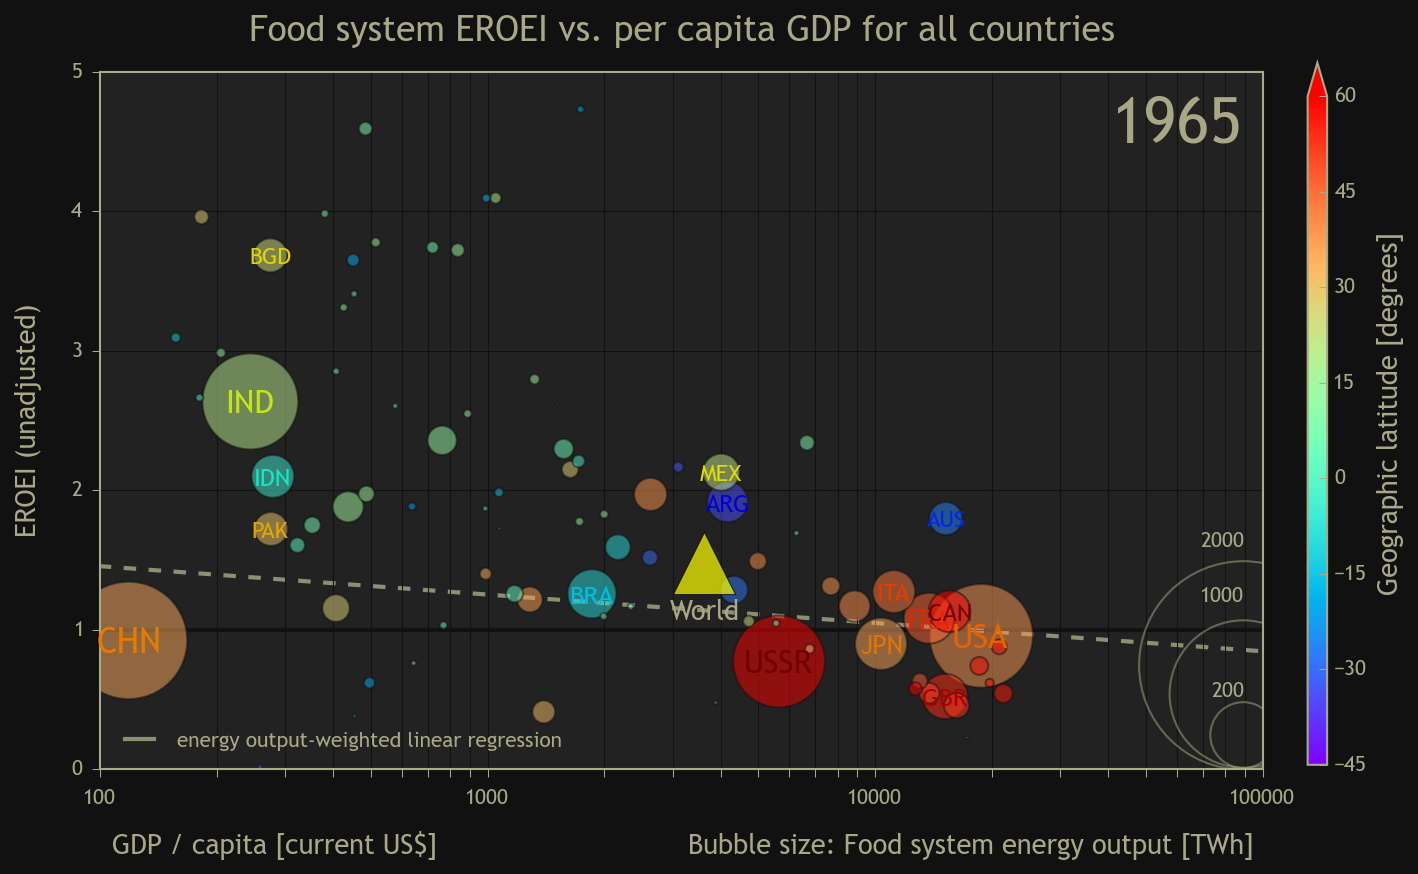 Food system EROEI vs. per capita GDP for all countries
1965
5
4
3
2
1
0
EROEI (unadjusted)
BGD
IND
IDN
PAK
CHN
MEX
ARG
AUS
BRA
World
ITA
CAN
USA
JPN
USSR
GBR
2000
1000
200
energy output-weighted linear regression
100
1000
10000
100000
GDP / capita [current US$]
Bubble size: Food system energy output [TWh]
60
45
30
15
0
−15
−30
−45
Geographic latitude [degrees]